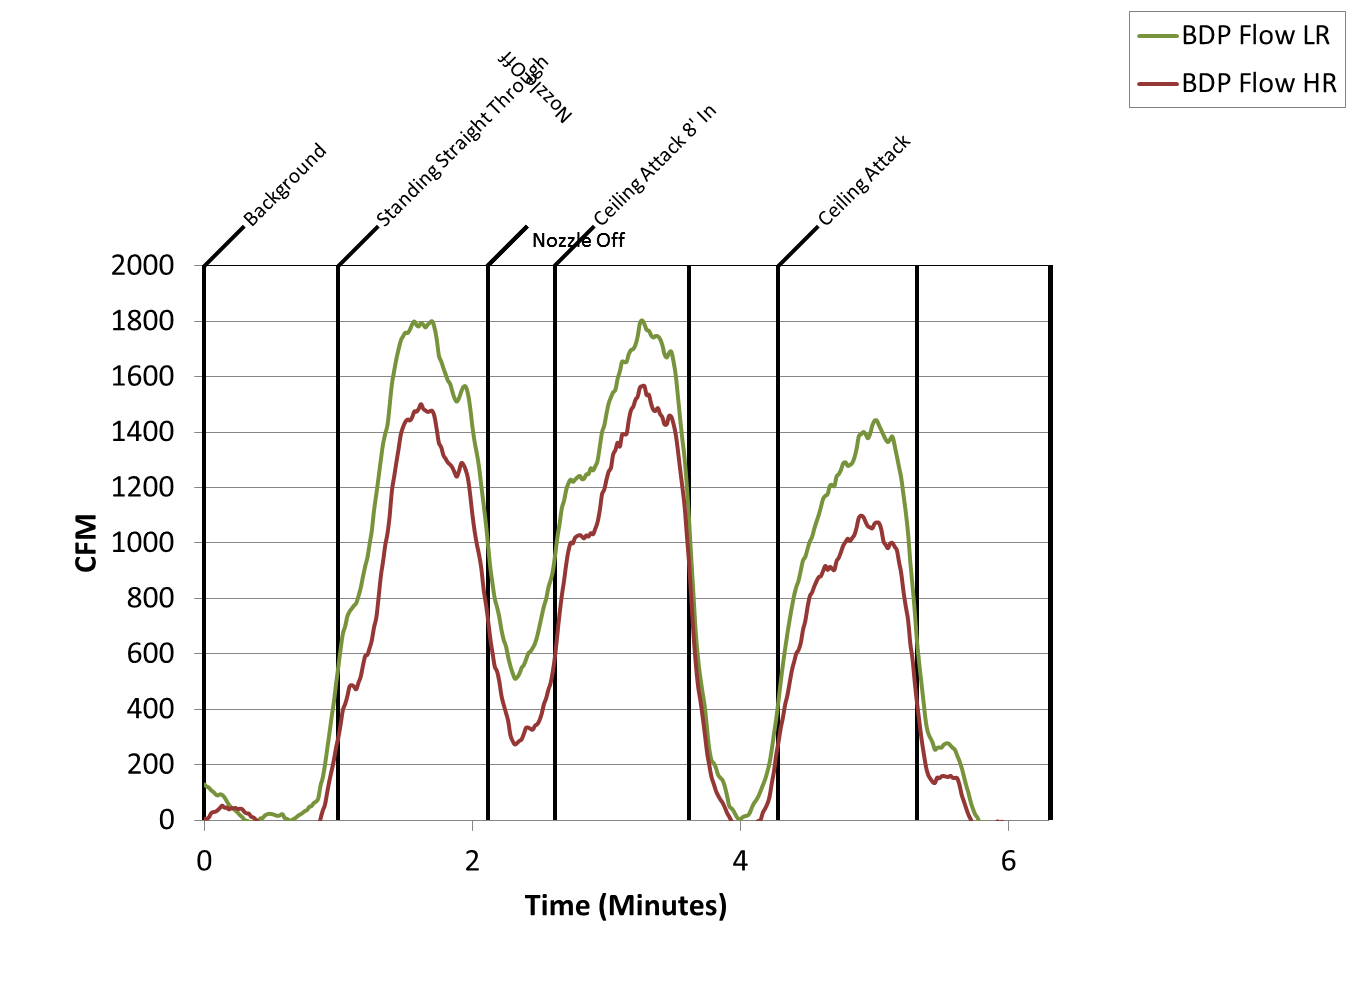 BDP Flow LR
BDP Flow HR
Background
Standing Straight Through
Nozzle Off
Ceiling Attack 8' In
Ceiling Attack
Nozzle Off
2000
1800
1600
1400
1200
1000
800
600
400
200
0
CFM
0 2 4 6
Time (Minutes)